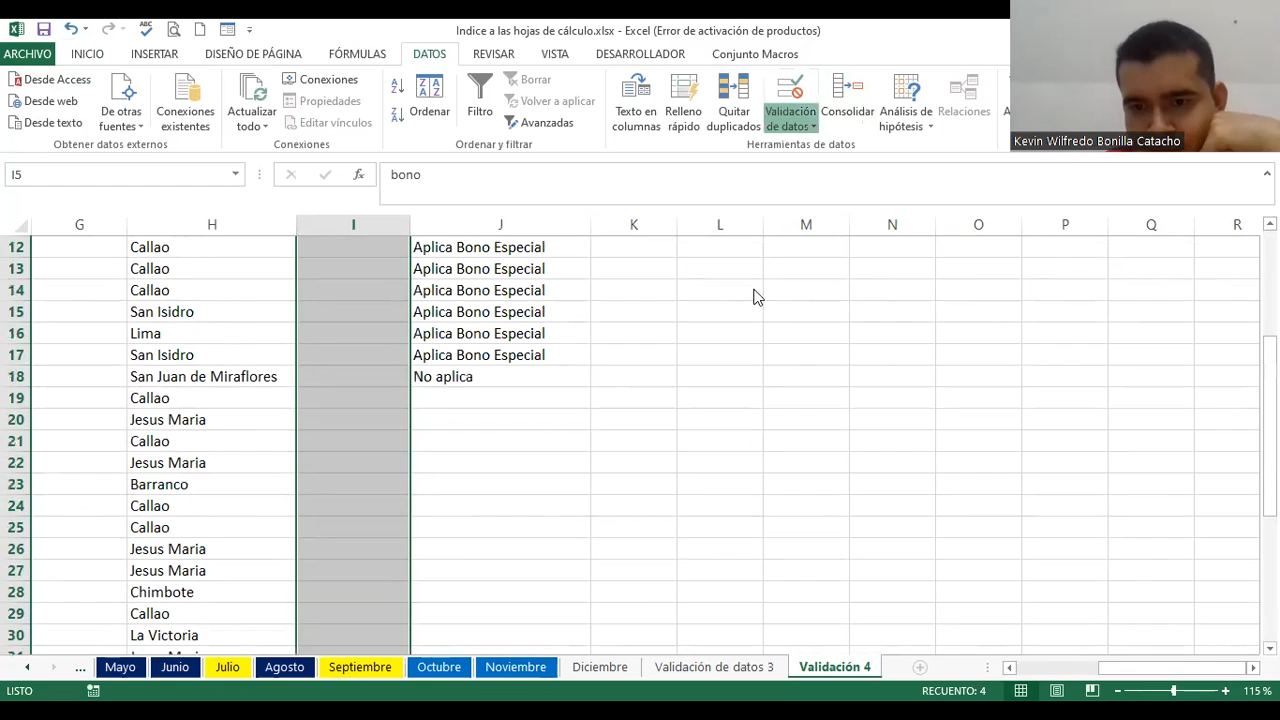 Indice a las hojas de cálculo.xlsx - Excel (Error de activación de productos)
ARCHIVO INICIO INSERTAR DISEÑO DE PÁGINA FÓRMULAS DATOS REVISAR VISTA DESARROLLADOR Conjunto Macros
Desde Access
Desde web
Desde texto
De otras
fuentes
Conexiones
existentes
Obtener datos externos
Actualizar
todo
Conexiones
Propiedades
Editar vínculos
Conexiones
Ordenar
Filtro
Borrar
Volver a aplicar
Avanzadas
Ordenar y filtrar
Texto en
columnas
Relleno
rápido
Quitar
duplicados
Validación
de datos
Consolidar
Análisis de
hipótesis
Relaciones
Herramientas de datos
Kevin Wilfredo Bonilla Catacho
I5 fx bono
G H I J K L M N O P Q R
12 Callao Aplica Bono Especial
13 Callao Aplica Bono Especial
14 Callao Aplica Bono Especial
15 San Isidro Aplica Bono Especial
16 Lima Aplica Bono Especial
17 San Isidro Aplica Bono Especial
18 San Juan de Miraflores No aplica
19 Callao
20 Jesus Maria
21 Callao
22 Jesus Maria
23 Barranco
24 Callao
25 Callao
26 Jesus Maria
27 Jesus Maria
28 Chimbote
29 Callao
30 La Victoria
... Mayo Junio Julio Agosto Septiembre Octubre Noviembre Diciembre Validación de datos 3 Validación 4
LISTO RECUENTO: 4 115 %